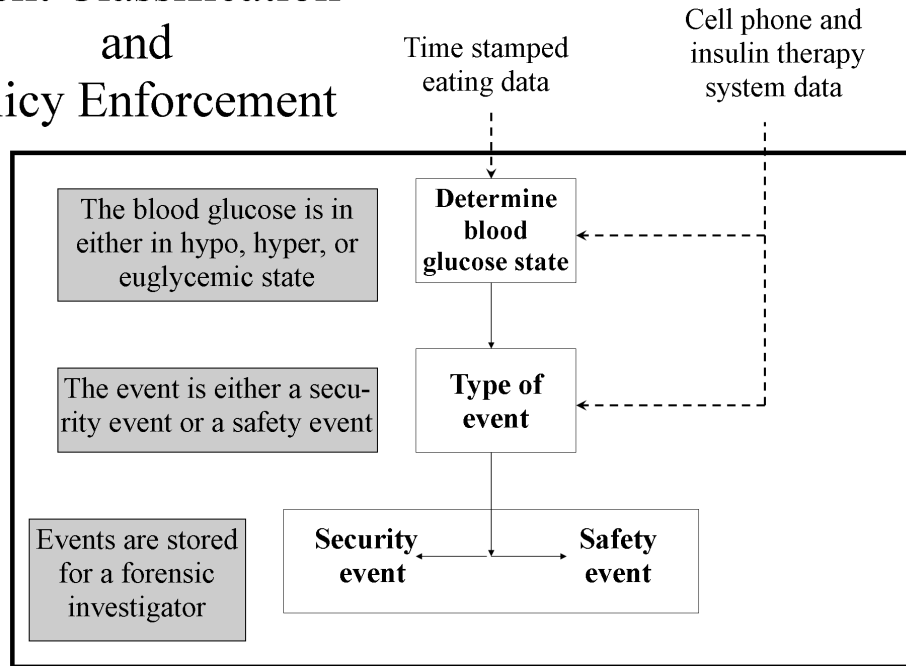 and
Enforcement
Time stamped
eating data
Cell phone and
insulin therapy
system data
The blood glucose is in
either in hypo, hyper, or
euglycemic state
Determine
blood
glucose state
The event is either a secu-
rity event or a safety event
Type of
event
Events are stored
for a forensic
investigator
Security
event
Safety
event